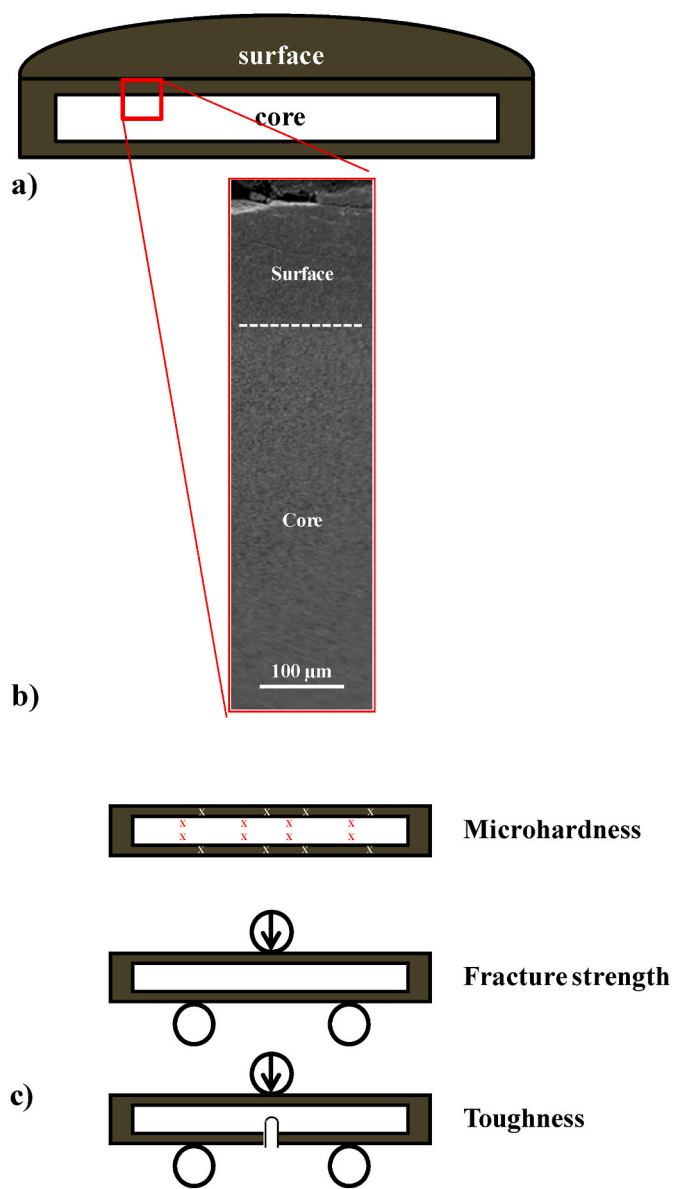 surface
core
a)
Surface
Core
100 µm
b)
x x x x
x x x x
x x x x
x x x x
Microhardness
Fracture strength
c)
Toughness